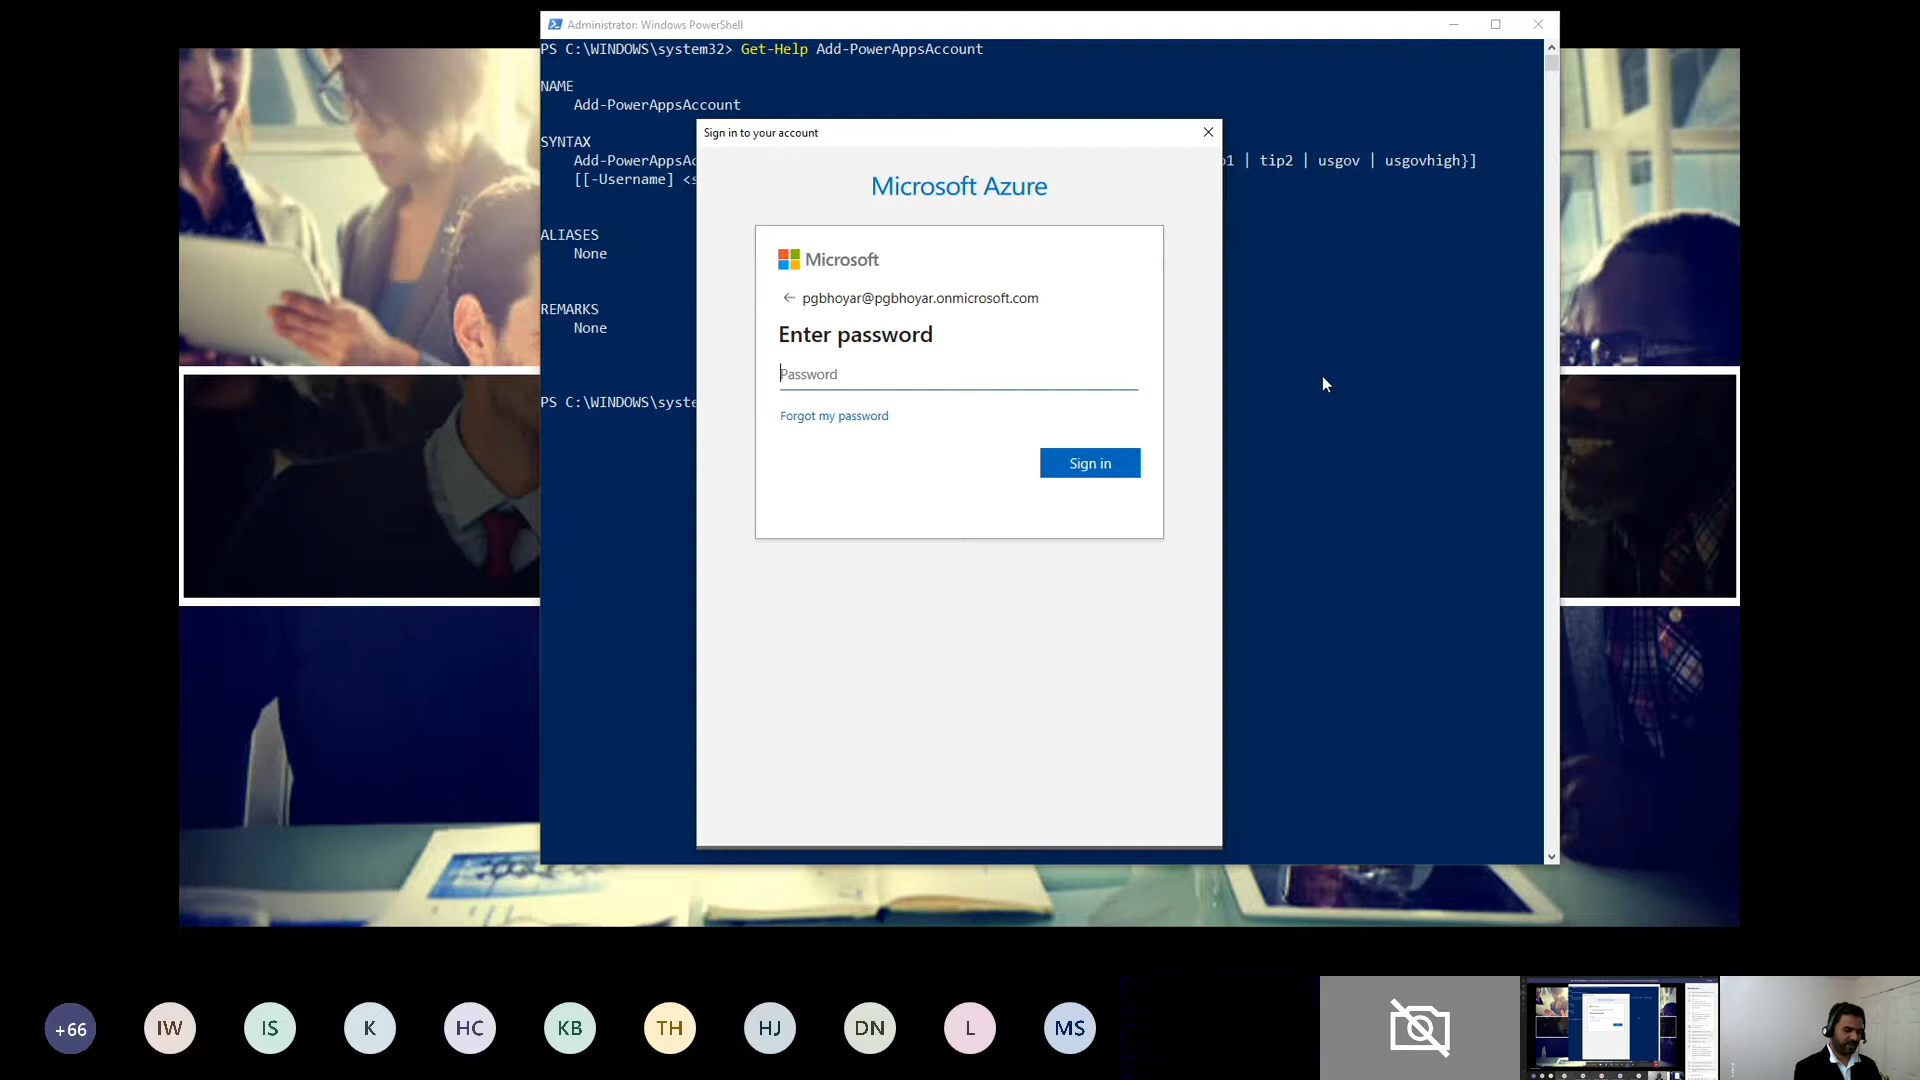 Administrator: Windows PowerShell
PS C:\WINDOWS\system32> Get-Help Add-PowerAppsAccount
NAME
Add-PowerAppsAccount
SYNTAX
Add-PowerAppsAc
| tip2 | usgov | usgovhigh}]
[[-Username] <s
ALIASES
None
REMARKS
None
PS C:\WINDOWS\syste
Sign in to your account
Microsoft Azure
Microsoft
pgbhoyar@pgbhoyar.onmicrosoft.com
Enter password
Password
Forgot my password
Sign in
+66
IW
IS
K
HC
KB
TH
HJ
DN
L
MS